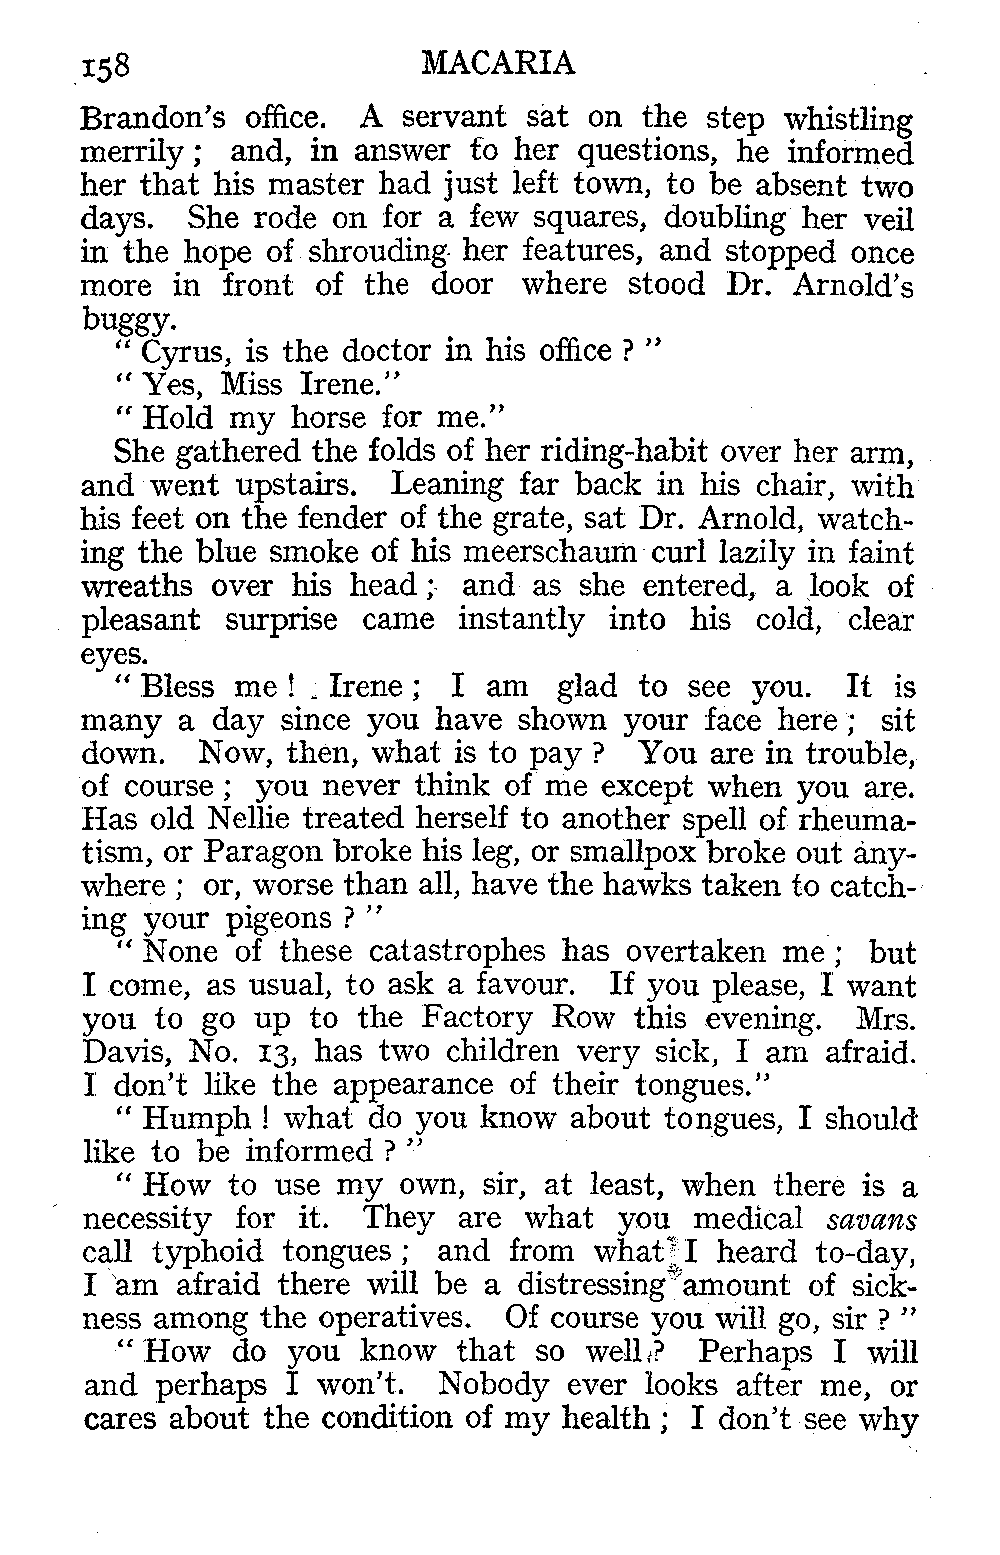 158 MACARIA
Brandon's office. A servant sat on the step whistling
merrily ; and, in answer to her questions, he informed
her that his master had just left town, to be absent two
days. She rode on for a few squares, doubling her veil
in the hope of shrouding her features, and stopped once
more in front of the door where stood Dr. Arnold's
buggy.
“ Cyrus, is the doctor in his office ? ”
“ Yes, Miss Irene.”
“ Hold my horse for me.”
She gathered the folds of her riding-habit over her arm,
and went upstairs. Leaning far back in his chair, with
his feet on the fender of the grate, sat Dr. Arnold, watch-
ing the blue smoke of his meerschaum curl lazily in faint
wreaths over his head ; and as she entered, a look of
pleasant surprise came instantly into his cold, clear
eyes.
“ Bless me ! Irene ; I am glad to see you. It is
many a day since you have shown your face here ; sit
down. Now, then, what is to pay ? You are in trouble,
of course ; you never think of me except when you are.
Has old Nellie treated herself to another spell of rheuma-
tism, or Paragon broke his leg, or smallpox broke out any-
where ; or, worse than all, have the hawks taken to catch-
ing your pigeons ? ”
“ None of these catastrophes has overtaken me ; but
I come, as usual, to ask a favour. If you please, I want
you to go up to the Factory Row this evening. Mrs.
Davis, No. 13, has two children very sick, I am afraid.
I don't like the appearance of their tongues.”
“ Humph ! what do you know about tongues, I should
like to be informed ? ”
“ How to use my own, sir, at least, when there is a
necessity for it. They are what you medical savans
call typhoid tongues ; and from what I heard to-day,
I am afraid there will be a distressing amount of sick-
ness among the operatives. Of course you will go, sir ? ”
“ How do you know that so well ? Perhaps I will
and perhaps I won't. Nobody ever looks after me, or
cares about the condition of my health ; I don't see why